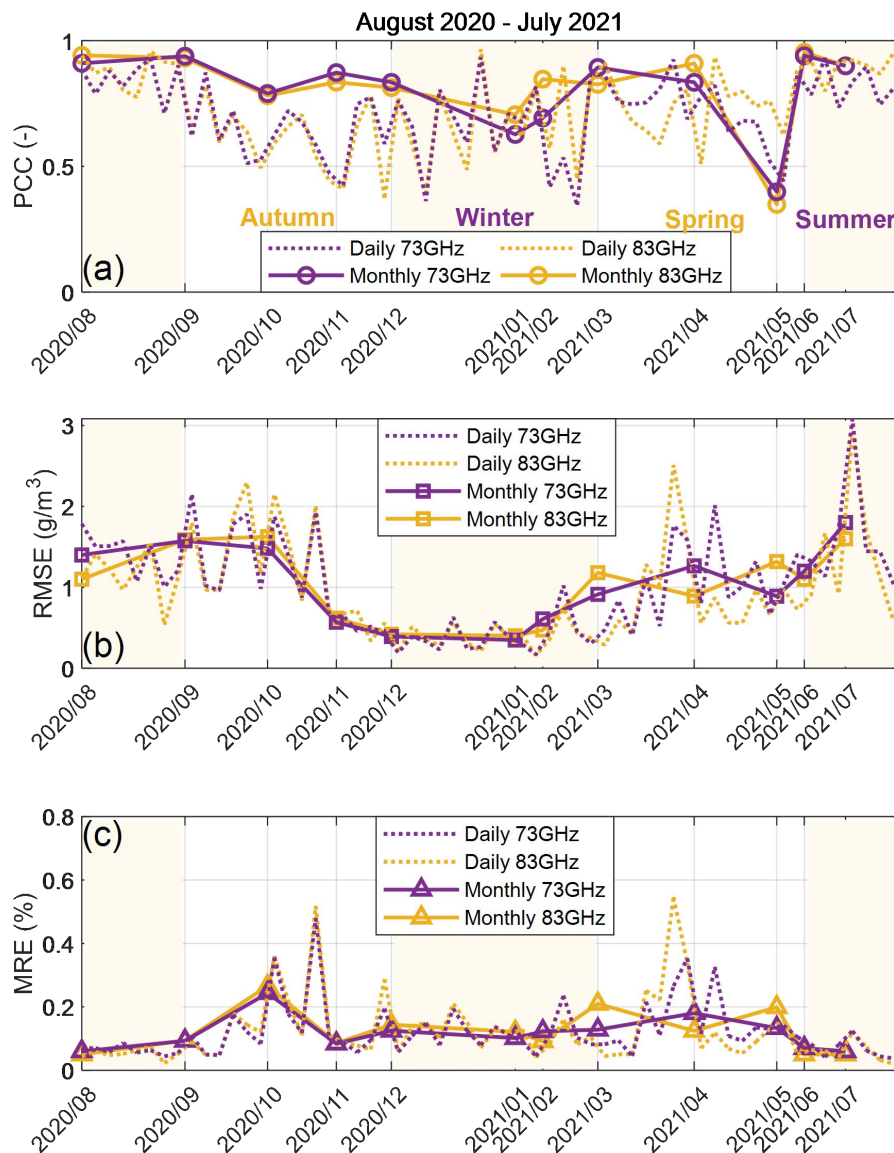 August 2020 - July 2021
1
0.5
0
PCC (-)
Autumn
Winter
Spring
Summer
Daily 73GHz
Daily 83GHz
Monthly 73GHz
Monthly 83GHz
(a)
2020/08
2020/09
2020/10
2020/11
2020/12
2021/01
2021/02
2021/03
2021/04
2021/05
2021/06
2021/07
3
2
1
0
RMSE (g/m³)
Daily 73GHz
Daily 83GHz
Monthly 73GHz
Monthly 83GHz
(b)
2020/08
2020/09
2020/10
2020/11
2020/12
2021/01
2021/02
2021/03
2021/04
2021/05
2021/06
2021/07
0.8
0.6
0.4
0.2
0
MRE (%)
(c)
Daily 73GHz
Daily 83GHz
Monthly 73GHz
Monthly 83GHz
2020/08
2020/09
2020/10
2020/11
2020/12
2021/01
2021/02
2021/03
2021/04
2021/05
2021/06
2021/07